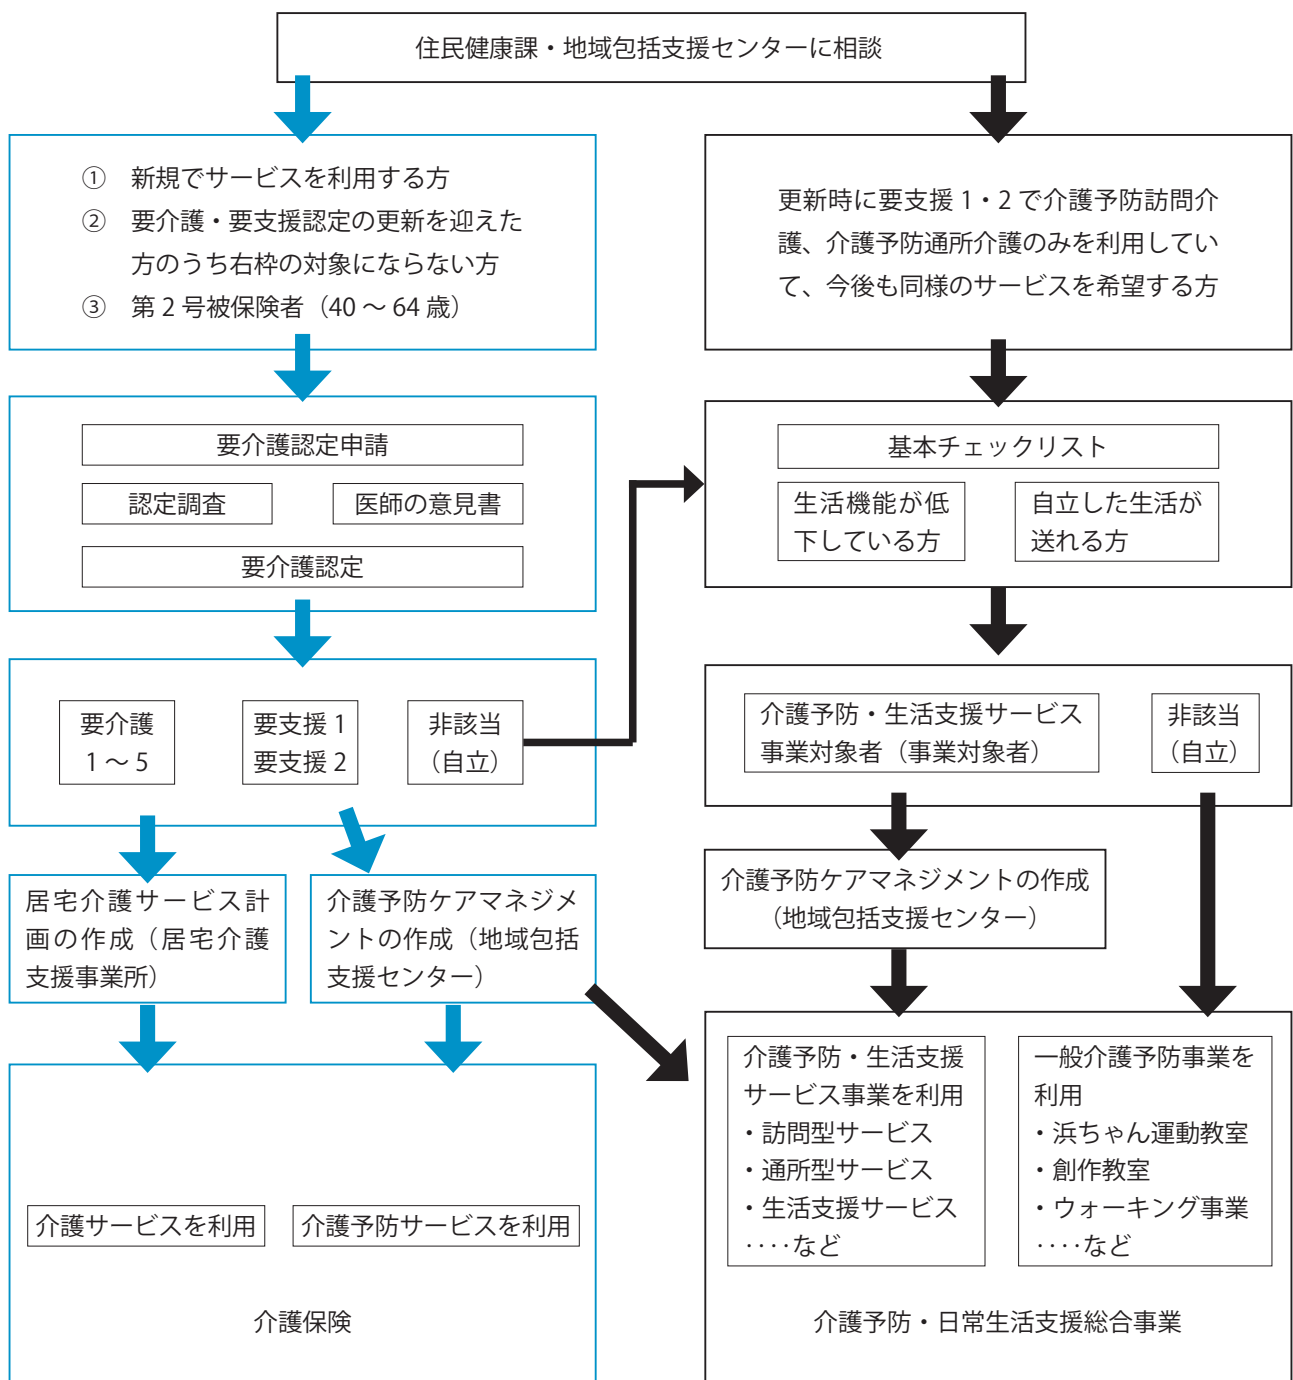 住民健康課・地域包括支援センターに相談
① 新規でサービスを利用する方
② 要介護・要支援認定の更新を迎えた
方のうち右枠の対象にならない方
③ 第2号被保険者（40～64歳）
更新時に要支援1・2で介護予防訪問介
護、介護予防通所介護のみを利用してい
て、今後も同様のサービスを希望する方
要介護認定申請
認定調査
医師の意見書
要介護認定
基本チェックリスト
生活機能が低
下している方
自立した生活が
送れる方
要介護
1～5
要支援1
要支援2
非該当
（自立）
介護予防・生活支援サービス
事業対象者（事業対象者）
非該当
（自立）
居宅介護サービス計
画の作成（居宅介護
支援事業所）
介護予防ケアマネジメ
ントの作成（地域包括
支援センター）
介護予防ケアマネジメントの作成
（地域包括支援センター）
介護サービスを利用
介護予防サービスを利用
介護保険
介護予防・生活支援
サービス事業を利用
・訪問型サービス
・通所型サービス
・生活支援サービス
‥‥など
一般介護予防事業を
利用
・浜ちゃん運動教室
・創作教室
・ウォーキング事業
‥‥など
介護予防・日常生活支援総合事業